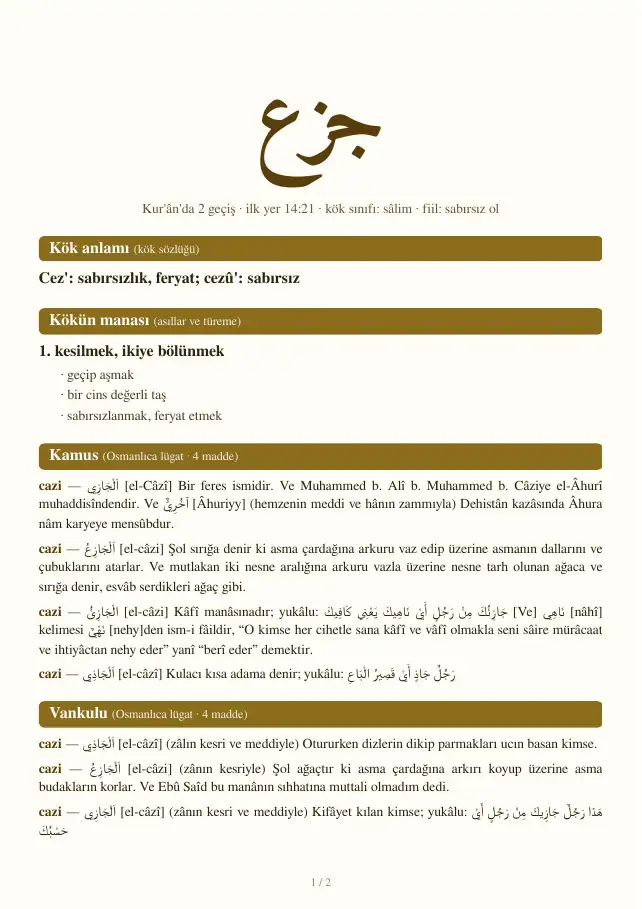 جزع
Kur'ân'da 2 geçiş · ilk yer 14:21 · kök sınıfı: sâlim · fiil: sabırsız ol
Kök anlamı (kök sözlüğü)
Cez': sabırsızlık, feryat; cezû': sabırsız
Kökün manası (asıllar ve türeme)
1. kesilmek, ikiye bölünmek
· geçip aşmak
· bir cins değerli taş
· sabırsızlanmak, feryat etmek
Kamus (Osmanlıca lügat · 4 madde)
cazi — اَلْجَازِي [el-Câzî] Bir feres ismidir. Ve Muhammed b. Alî b. Muhammed b. Câziye el-Âhurî
muhaddisîndendir. Ve آخُرِيٌّ [Âhuriyy] (hemzenin meddi ve hânın zammıyla) Dehistân kazâsında Âhura
nâm karyeye mensûbdur.
cazi — اَلْجَازِعُ [el-câzi] Şol sırığa denir ki asma çardağına arkuru vaz edip üzerine asmanın dallarını ve
çubuklarını atarlar. Ve mutlakan iki nesne aralığına arkuru vazla üzerine nesne tarh olunan ağaca ve
sırığa denir, esvâb serdikleri ağaç gibi.
cazi — اَلْجَازِئُ [el-câzi] Kâfî manâsınadır; yukâlu: جَازِئُكَ مِنْ رَجُلٍ أَيْ نَاهِيكَ يَعْنِي كَافِيكَ [Ve] نَاهِي [nâhî]
kelimesi نَهْيٌ [nehy]den ism-i fâildir, “O kimse her cihetle sana kâfî ve vâfî olmakla seni sâire mürâcaat
ve ihtiyâctan nehy eder” yanî “berî eder” demektir.
cazi — اَلْجَاذِي [el-câzî] Kulacı kısa adama denir; yukâlu: رَجُلٌ جَاذٍ أَيْ قَصِيرُ الْبَاعِ
Vankulu (Osmanlıca lügat · 4 madde)
cazi — اَلْجَاذِي [el-câzî] (zâlın kesri ve meddiyle) Otururken dizlerin dikip parmakları ucın basan kimse.
cazi — اَلْجَازِعُ [el-câzi] (zânın kesriyle) Şol ağaçtır ki asma çardağına arkırı koyup üzerine asma
budakların korlar. Ve Ebû Saîd bu manânın sıhhatına muttali olmadım dedi.
cazi — اَلْجَازِي [el-câzî] (zânın kesri ve meddiyle) Kifâyet kılan kimse; yukâlu: هَذَا رَجُلٌ جَازِيكَ مِنْ رَجُلٍ أَيْ
حَسْبُكَ
1 / 2